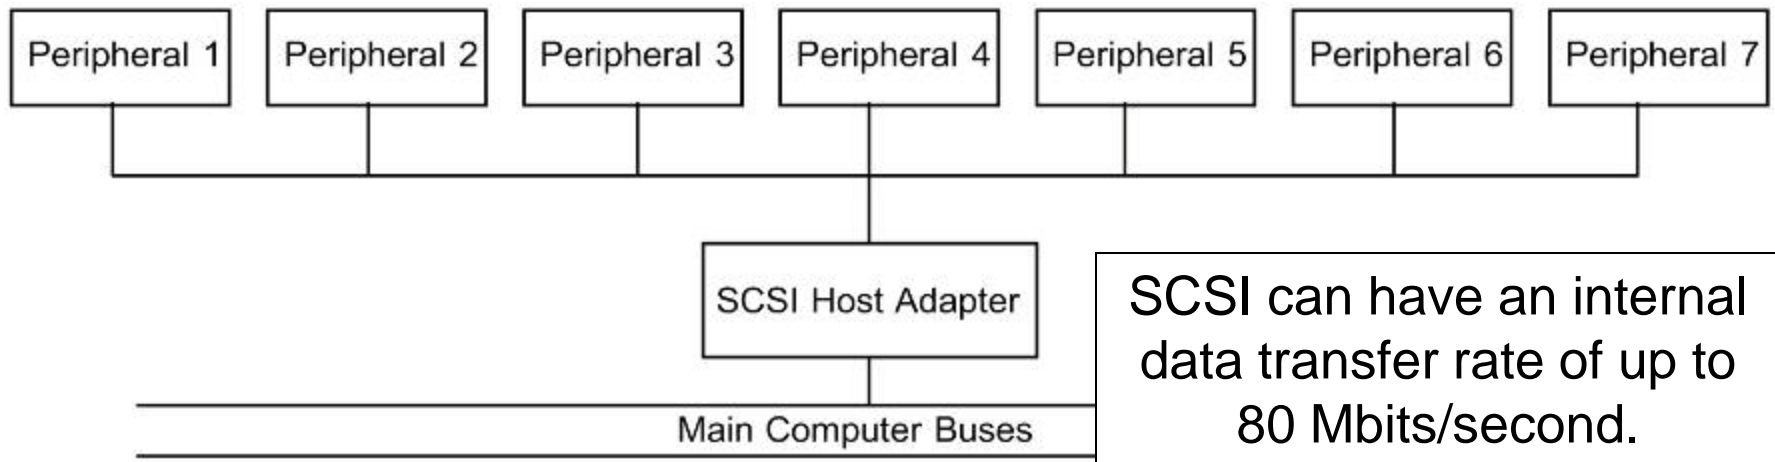 Peripheral 1
Peripheral 2
Peripheral 3
Peripheral 4
Peripheral 5
Peripheral 6
Peripheral 7
SCSI Host Adapter
SCSI can have an internal
data transfer rate of up to
80 Mbits/second.
Main Computer Buses